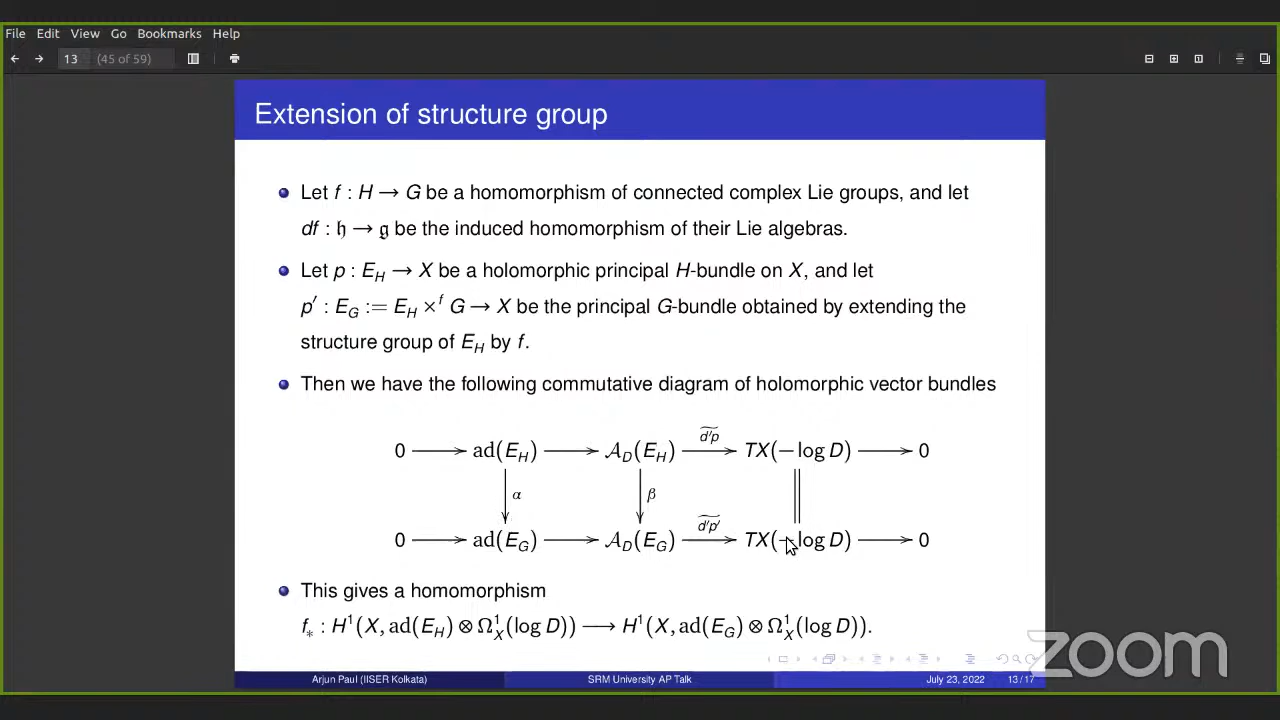 File Edit View Go Bookmarks Help
13 (45 of 59)
Extension of structure group
Let f : H → G be a homomorphism of connected complex Lie groups, and let
df : 𝔥 → 𝔤 be the induced homomorphism of their Lie algebras.
Let p : E_H → X be a holomorphic principal H-bundle on X, and let
p′ : E_G := E_H ×^f G → X be the principal G-bundle obtained by extending the
structure group of E_H by f.
Then we have the following commutative diagram of holomorphic vector bundles
0 ⟶ ad(E_H) ⟶ 𝒜_D(E_H) \xrightarrow{\widetilde{d′p}} TX(− log D) ⟶ 0
α β
0 ⟶ ad(E_G) ⟶ 𝒜_D(E_G) \xrightarrow{\widetilde{d′p′}} TX(− log D) ⟶ 0
This gives a homomorphism
f_* : H^1(X, ad(E_H) ⊗ Ω^1_X(log D)) ⟶ H^1(X, ad(E_G) ⊗ Ω^1_X(log D)).
zoom
Arjun Paul (IISER Kolkata) SRM University AP Talk July 23, 2022 13 / 17